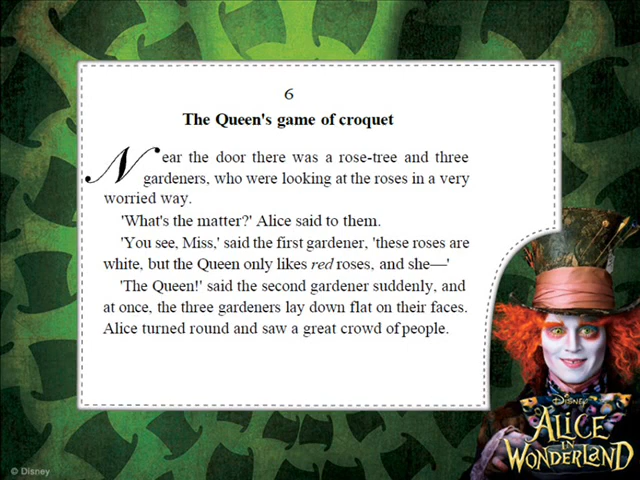 6
The Queen's game of croquet
Near the door there was a rose-tree and three
gardeners, who were looking at the roses in a very
worried way.
'What's the matter?' Alice said to them.
'You see, Miss,' said the first gardener, 'these roses are
white, but the Queen only likes red roses, and she—'
'The Queen!' said the second gardener suddenly, and
at once, the three gardeners lay down flat on their faces.
Alice turned round and saw a great crowd of people.
DISNEY
ALICE
IN
WONDERLAND
© Disney